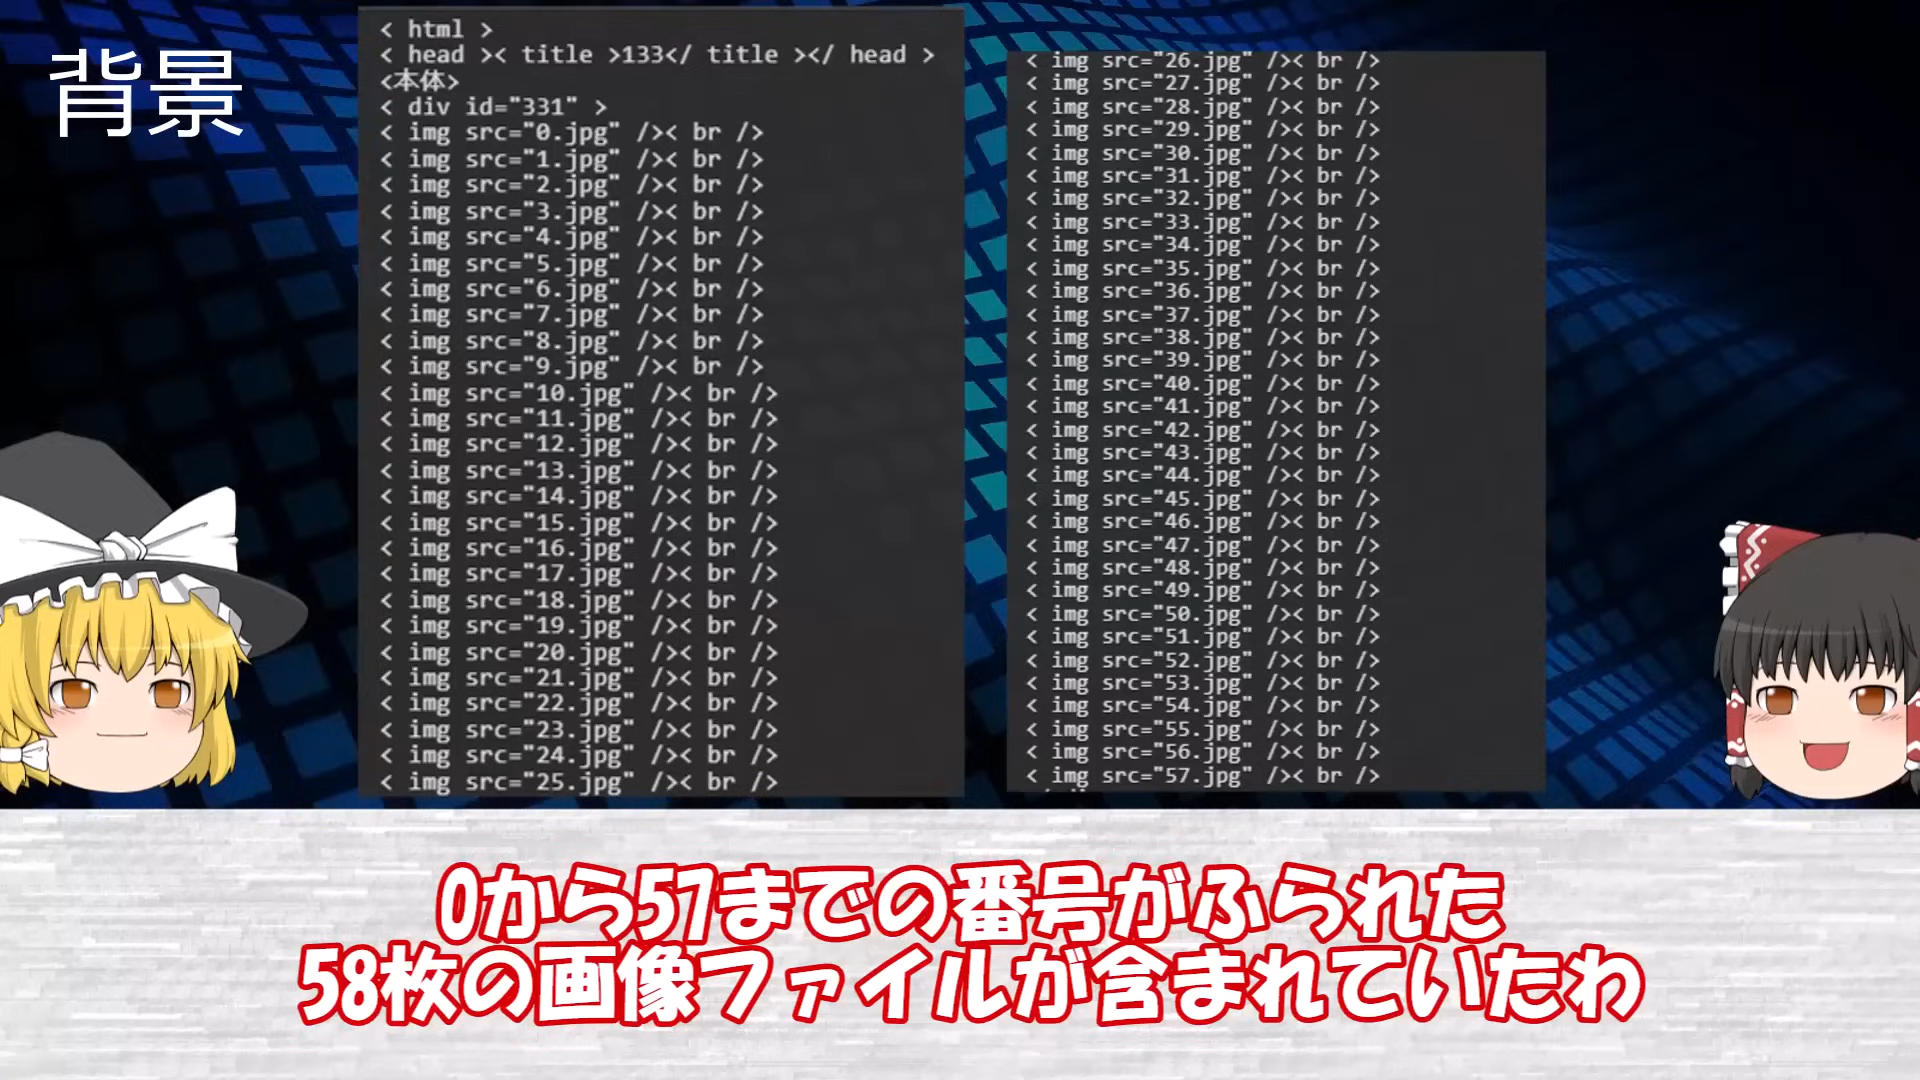 背景
< html >
< head >< title >133</ title ></ head >
<本体>
< div id="331" >
< img src="0.jpg" />< br />
< img src="1.jpg" />< br />
< img src="2.jpg" />< br />
< img src="3.jpg" />< br />
< img src="4.jpg" />< br />
< img src="5.jpg" />< br />
< img src="6.jpg" />< br />
< img src="7.jpg" />< br />
< img src="8.jpg" />< br />
< img src="9.jpg" />< br />
< img src="10.jpg" />< br />
< img src="11.jpg" />< br />
< img src="12.jpg" />< br />
< img src="13.jpg" />< br />
< img src="14.jpg" />< br />
< img src="15.jpg" />< br />
< img src="16.jpg" />< br />
< img src="17.jpg" />< br />
< img src="18.jpg" />< br />
< img src="19.jpg" />< br />
< img src="20.jpg" />< br />
< img src="21.jpg" />< br />
< img src="22.jpg" />< br />
< img src="23.jpg" />< br />
< img src="24.jpg" />< br />
< img src="25.jpg" />< br />
< img src="26.jpg" />< br />
< img src="27.jpg" />< br />
< img src="28.jpg" />< br />
< img src="29.jpg" />< br />
< img src="30.jpg" />< br />
< img src="31.jpg" />< br />
< img src="32.jpg" />< br />
< img src="33.jpg" />< br />
< img src="34.jpg" />< br />
< img src="35.jpg" />< br />
< img src="36.jpg" />< br />
< img src="37.jpg" />< br />
< img src="38.jpg" />< br />
< img src="39.jpg" />< br />
< img src="40.jpg" />< br />
< img src="41.jpg" />< br />
< img src="42.jpg" />< br />
< img src="43.jpg" />< br />
< img src="44.jpg" />< br />
< img src="45.jpg" />< br />
< img src="46.jpg" />< br />
< img src="47.jpg" />< br />
< img src="48.jpg" />< br />
< img src="49.jpg" />< br />
< img src="50.jpg" />< br />
< img src="51.jpg" />< br />
< img src="52.jpg" />< br />
< img src="53.jpg" />< br />
< img src="54.jpg" />< br />
< img src="55.jpg" />< br />
< img src="56.jpg" />< br />
< img src="57.jpg" />< br />
0から57までの番号がふられた
58枚の画像ファイルが含まれていたわ